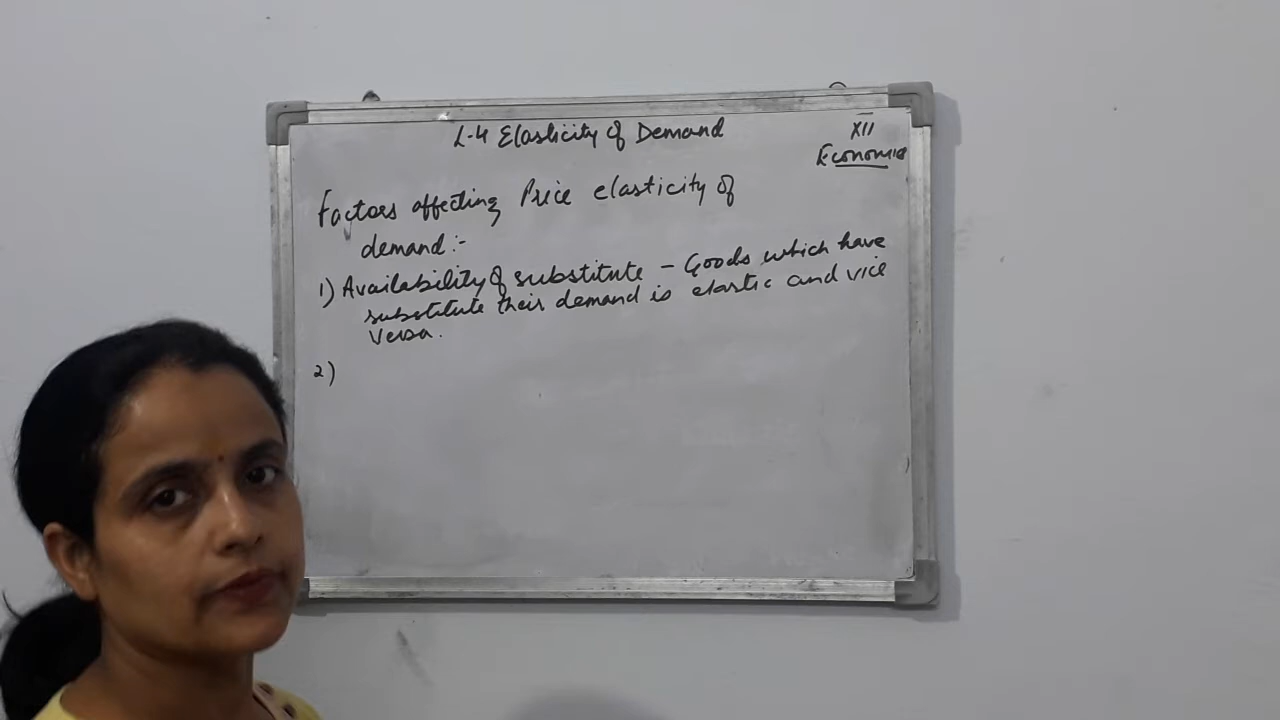 L-4 Elasticity of Demand
XII
Economics
Factors affecting Price elasticity of
demand :-
1) Availability of substitute - Goods which have
substitute their demand is elastic and vice
versa.
2)